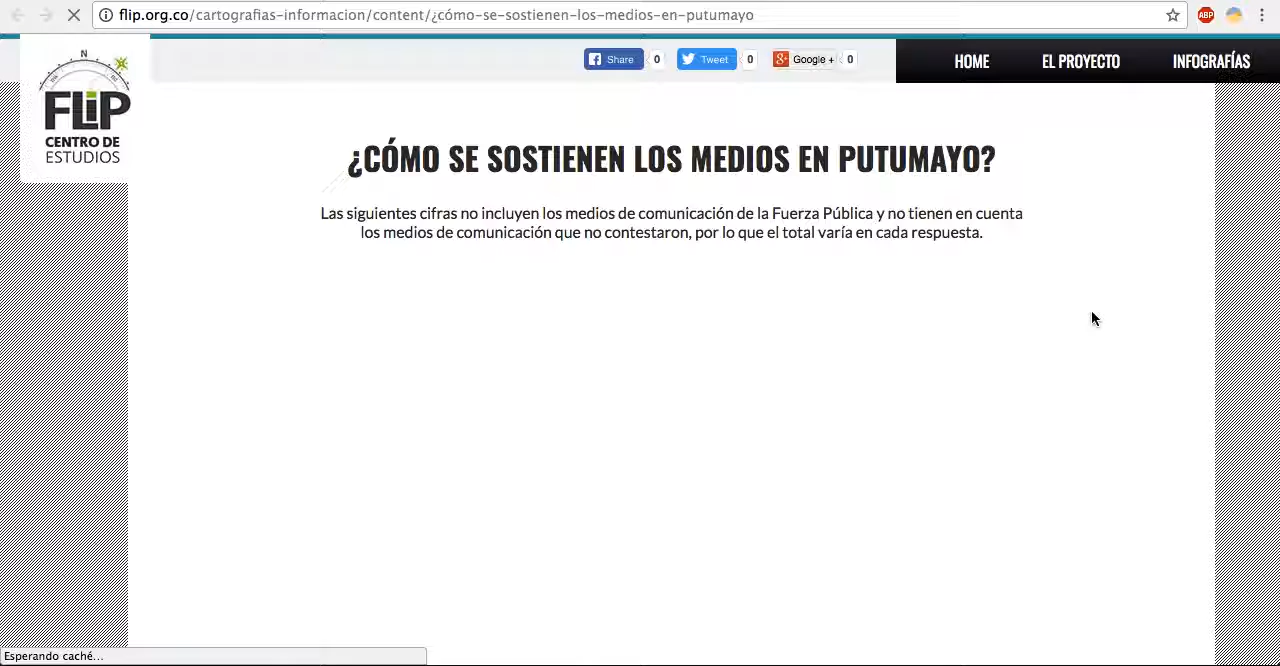 flip.org.co/cartografias-informacion/content/¿cómo-se-sostienen-los-medios-en-putumayo
ABP
N
FLiP
CENTRO DE
ESTUDIOS
Share 0 Tweet 0 Google + 0
HOME EL PROYECTO INFOGRAFÍAS
¿CÓMO SE SOSTIENEN LOS MEDIOS EN PUTUMAYO?
Las siguientes cifras no incluyen los medios de comunicación de la Fuerza Pública y no tienen en cuenta
los medios de comunicación que no contestaron, por lo que el total varía en cada respuesta.
Esperando caché...